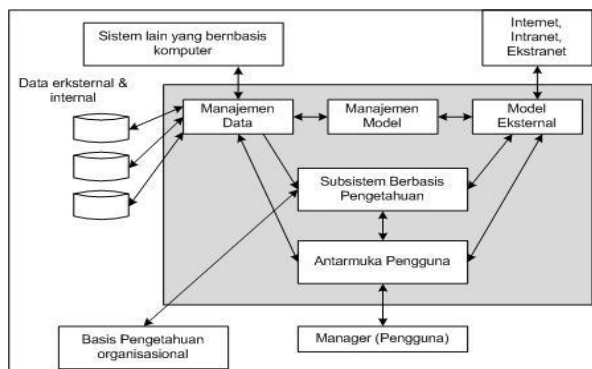 Sistem lain yang bernbasis
komputer
Internet,
Intranet,
Ekstranet
Data erksternal &
internal
Manajemen
Data
Manajemen
Model
Model
Eksternal
Subsistem Berbasis
Pengetahuan
Antarmuka Pengguna
Basis Pengetahuan
organisasional
Manager (Pengguna)